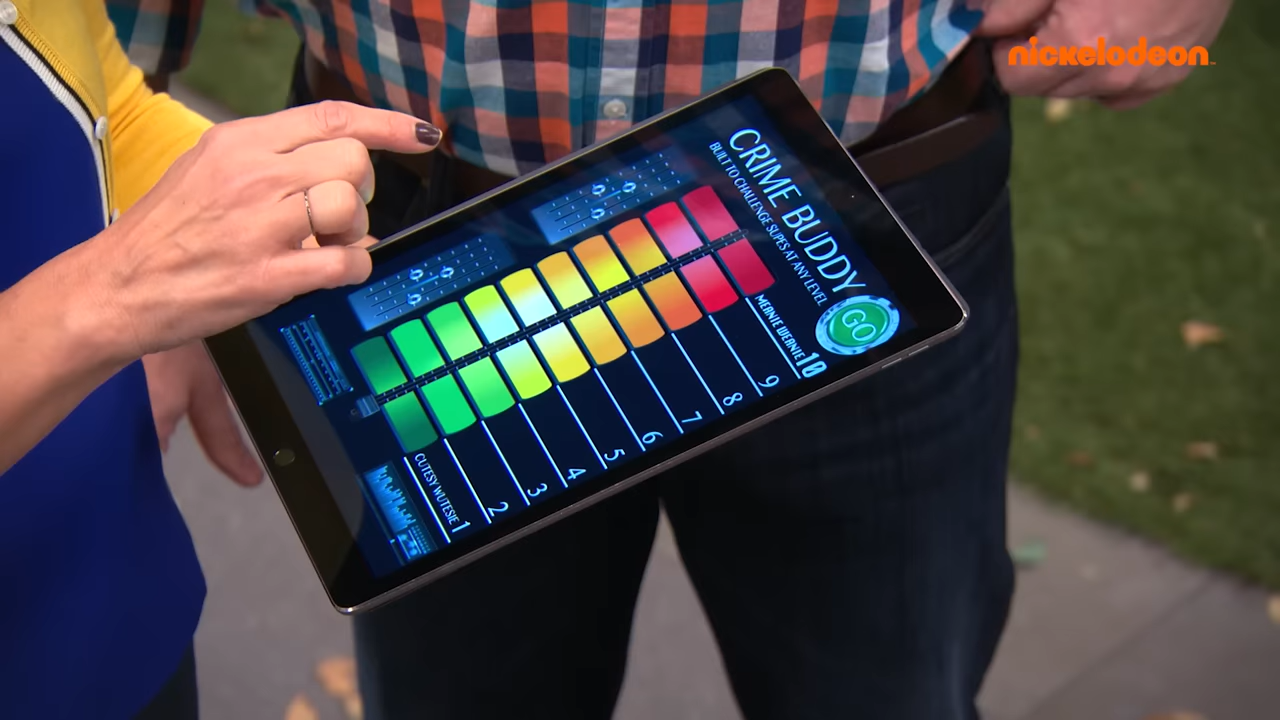 nickelodeon
CRIME BUDDY
BUILT TO CHALLENGE SUPES AT ANY LEVEL
GO
MEANIE WEANIE 10
9
8
7
6
5
4
3
2
CUTESY WUTESIE 1